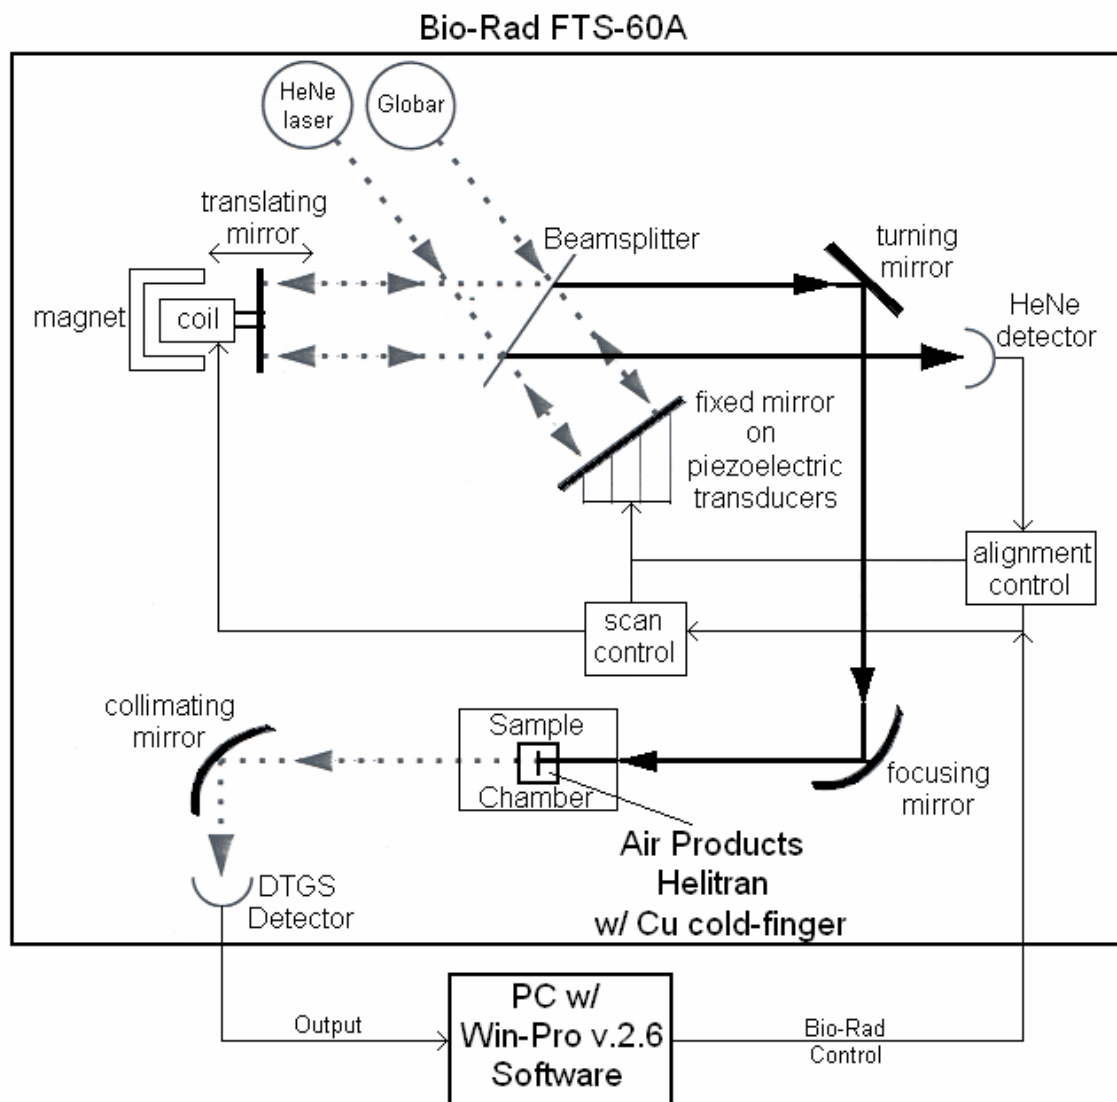 Bio-Rad FTS-60A
HeNe
laser
Globar
translating
mirror
Beamsplitter
turning
mirror
magnet
coil
HeNe
detector
fixed mirror
on
piezoelectric
transducers
alignment
control
scan
control
collimating
mirror
Sample
Chamber
focusing
mirror
Air Products
Helitran
w/ Cu cold-finger
DTGS
Detector
Output
PC w/
Win-Pro v.2.6
Software
Bio-Rad
Control